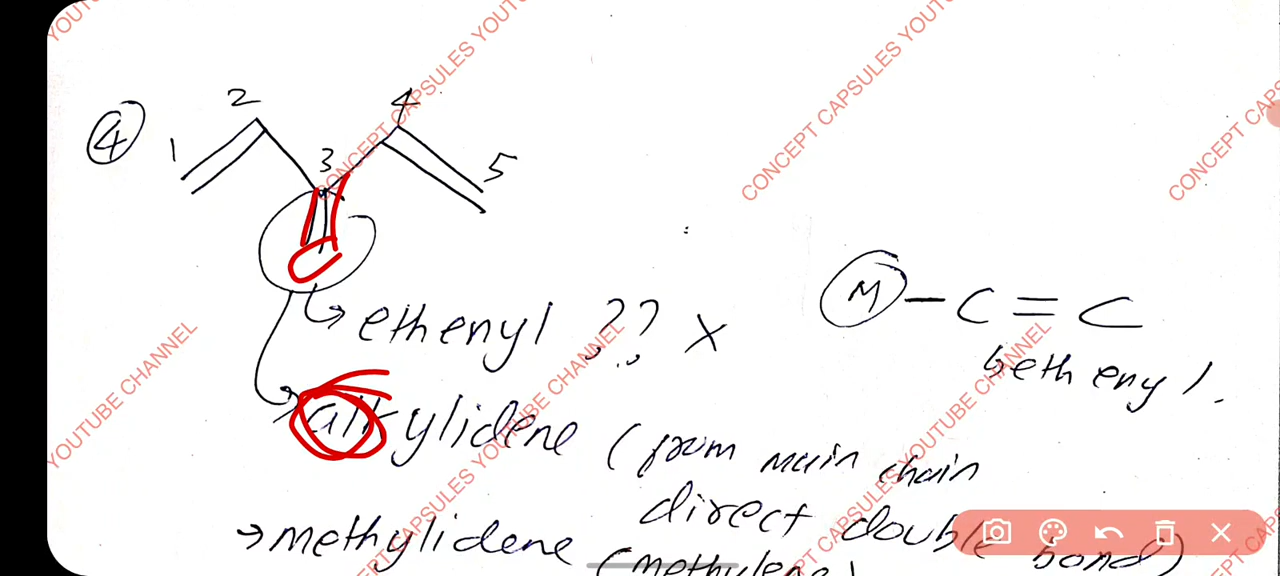 CONCEPT CAPSULES YOUTUBE CHANNEL
4
2
4
1
3
5
ethenyl ?? x
M - C = C
ethenyl.
alkylidene (from main chain
direct double bond)
→ methylidene (methylene)